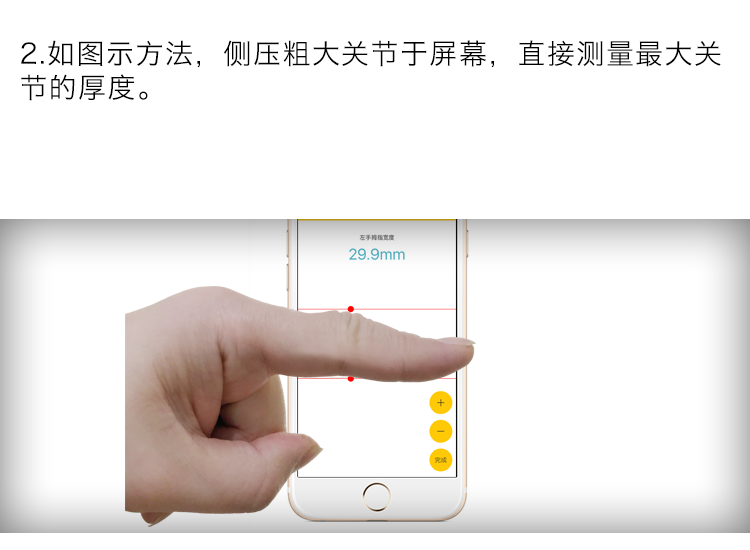 2.如图示方法，侧压粗大关节于屏幕，直接测量最大关
节的厚度。
左手拇指宽度
29.9mm
+
−
完成